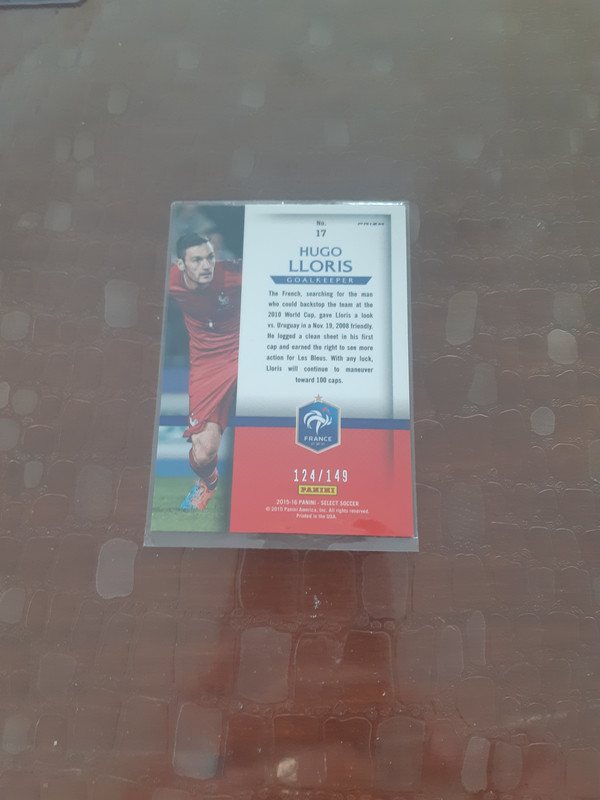 No.
17
PRIZM
HUGO
LLORIS
GOALKEEPER
The French, searching for the man
who could backstop the team at the
2010 World Cup, gave Lloris a look
vs. Uruguay in a Nov. 19, 2008 friendly.
He logged a clean sheet in his first
cap and earned the right to see more
action for Les Bleus. With any luck,
Lloris will continue to maneuver
toward 100 caps.
FRANCE
124/149
PANINI
2015-16 PANINI - SELECT SOCCER
© 2015 Panini America, Inc. All rights reserved.
Printed in the USA.